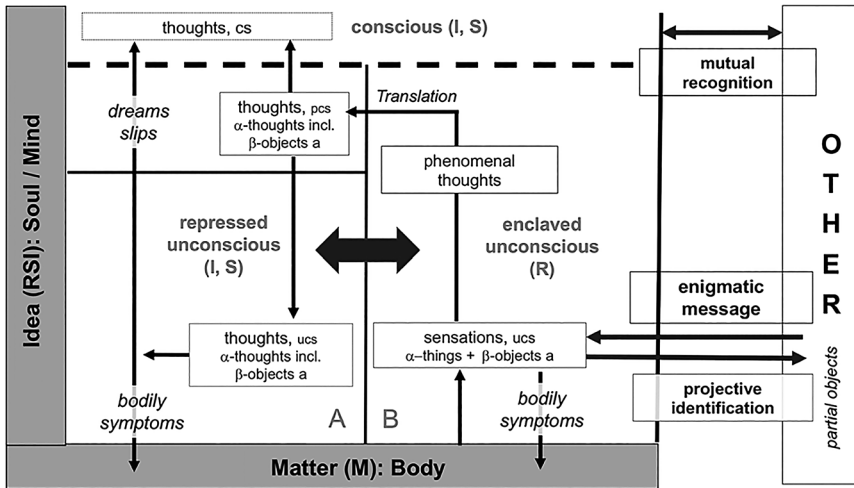 thoughts, cs
conscious (I, S)
mutual
recognition
dreams
slips
thoughts, pcs
α-thoughts incl.
β-objects a
Translation
phenomenal
thoughts
Idea (RSI): Soul / Mind
repressed
unconscious
(I, S)
enclaved
unconscious
(R)
OTHER
enigmatic
message
thoughts, ucs
α-thoughts incl.
β-objects a
sensations, ucs
α–things + β-objects a
bodily
symptoms
A
B
bodily
symptoms
projective
identification
partial objects
Matter (M): Body